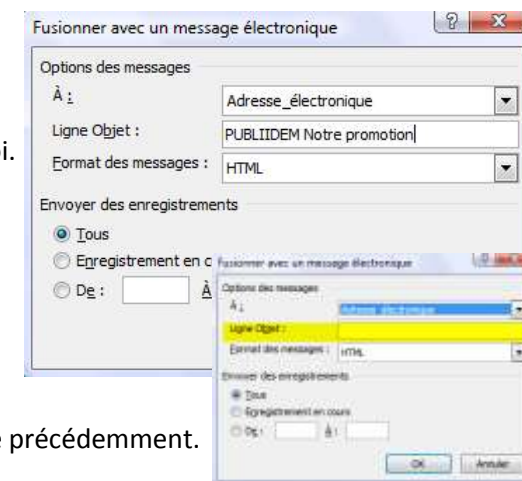 Fusionner avec un message électronique
Options des messages
À :
Adresse_électronique
Ligne Objet :
PUBLIIDEM Notre promotion
oi.
Format des messages :
HTML
Envoyer des enregistrements
Tous
Enregistrement en c
De :
À
Fusionner avec un message électronique
Options des messages
À :
Adresse_électronique
Ligne Objet :
Format des messages :
HTML
Envoyer des enregistrements
Tous
Enregistrement en cours
De :
À :
e précédemment.
OK
Annuler